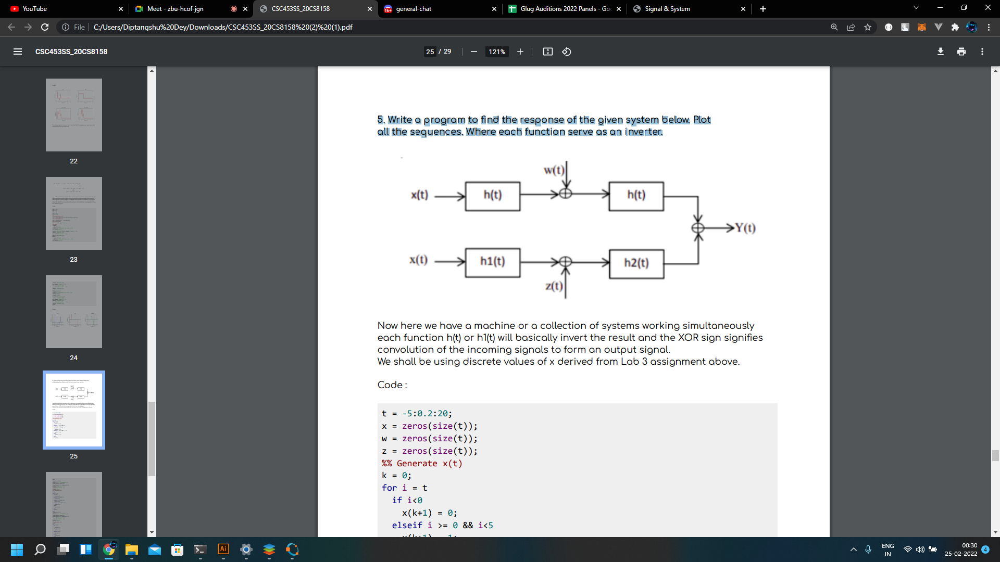 YouTube
Meet - zbu-hcof-jgn
CSC453SS_20CS8158
general-chat
Glug Auditions 2022 Panels - Goo
Signal & System
File
C:/Users/Diptangshu%20Dey/Downloads/CSC453SS_20CS8158%20(2)%20(1).pdf
CSC453SS_20CS8158
25 / 29
121%
22
23
24
25
5. Write a program to find the response of the given system below. Plot
all the sequences. Where each function serve as an inverter.
w(t)
x(t)
h(t)
h(t)
Y(t)
x(t)
h1(t)
h2(t)
z(t)
Now here we have a machine or a collection of systems working simultaneously
each function h(t) or h1(t) will basically invert the result and the XOR sign signifies
convolution of the incoming signals to form an output signal.
We shall be using discrete values of x derived from Lab 3 assignment above.
Code :
t = -5:0.2:20;
x = zeros(size(t));
w = zeros(size(t));
z = zeros(size(t));
%% Generate x(t)
k = 0;
for i = t
if i<0
x(k+1) = 0;
elseif i >= 0 && i<5
Ai
ENG
IN
00:30
25-02-2022
4